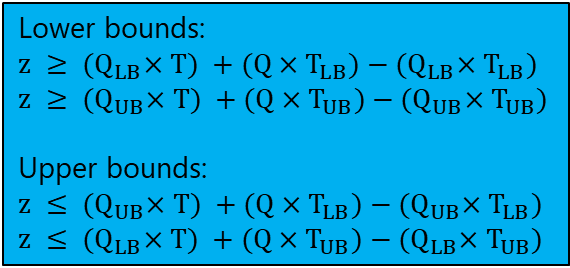 Lower bounds:
z ≥ (Q_LB × T) + (Q × T_LB) − (Q_LB × T_LB)
z ≥ (Q_UB × T) + (Q × T_UB) − (Q_UB × T_UB)
Upper bounds:
z ≤ (Q_UB × T) + (Q × T_LB) − (Q_UB × T_LB)
z ≤ (Q_LB × T) + (Q × T_UB) − (Q_LB × T_UB)